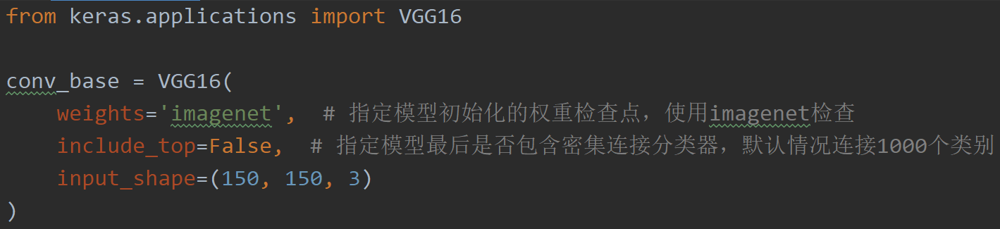 from keras.applications import VGG16
conv_base = VGG16(
    weights='imagenet',  # 指定模型初始化的权重检查点，使用imagenet检查
    include_top=False,  # 指定模型最后是否包含密集连接分类器，默认情况连接1000个类别
    input_shape=(150, 150, 3)
)